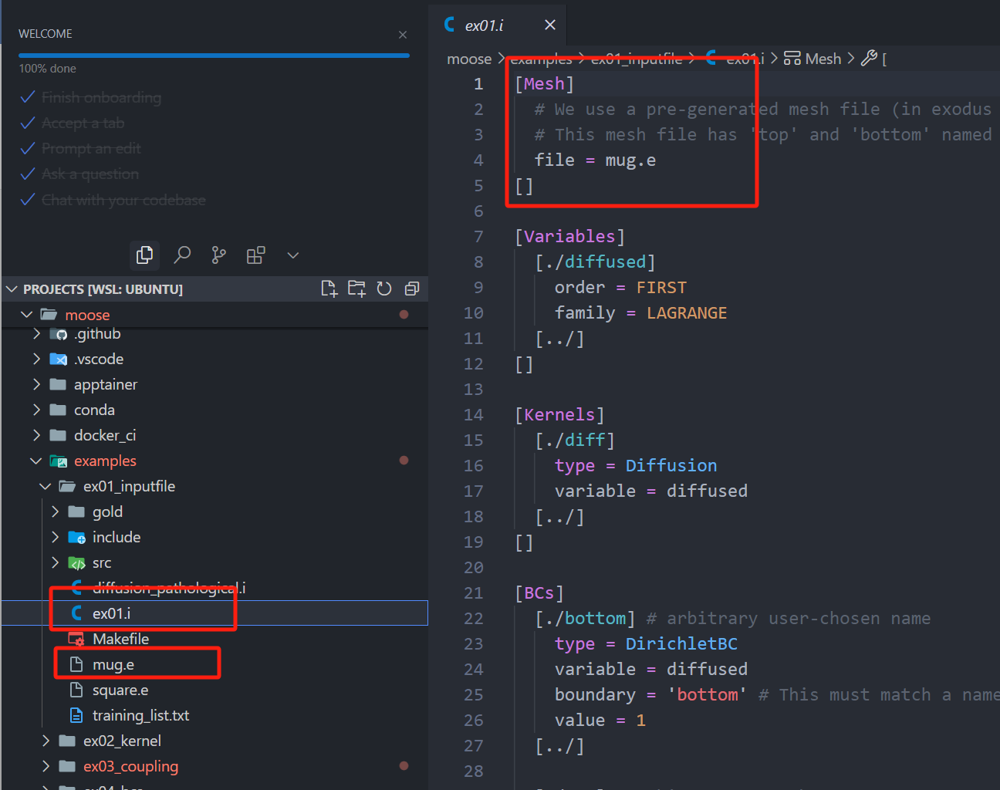 WELCOME
100% done
Finish onboarding
Accept a tab
Prompt an edit
Ask a question
Chat with your codebase
PROJECTS [WSL: UBUNTU]
moose
.github
.vscode
apptainer
conda
docker_ci
examples
ex01_inputfile
gold
include
src
diffusion_pathological.i
ex01.i
Makefile
mug.e
square.e
training_list.txt
ex02_kernel
ex03_coupling
ex01.i
moose > examples > ex01_inputfile > ex01.i > Mesh > [
1 [Mesh]
2 # We use a pre-generated mesh file (in exodus
3 # This mesh file has 'top' and 'bottom' named
4 file = mug.e
5 []
6
7 [Variables]
8 [./diffused]
9 order = FIRST
10 family = LAGRANGE
11 [../]
12 []
13
14 [Kernels]
15 [./diff]
16 type = Diffusion
17 variable = diffused
18 [../]
19 []
20
21 [BCs]
22 [./bottom] # arbitrary user-chosen name
23 type = DirichletBC
24 variable = diffused
25 boundary = 'bottom' # This must match a name
26 value = 1
27 [../]
28